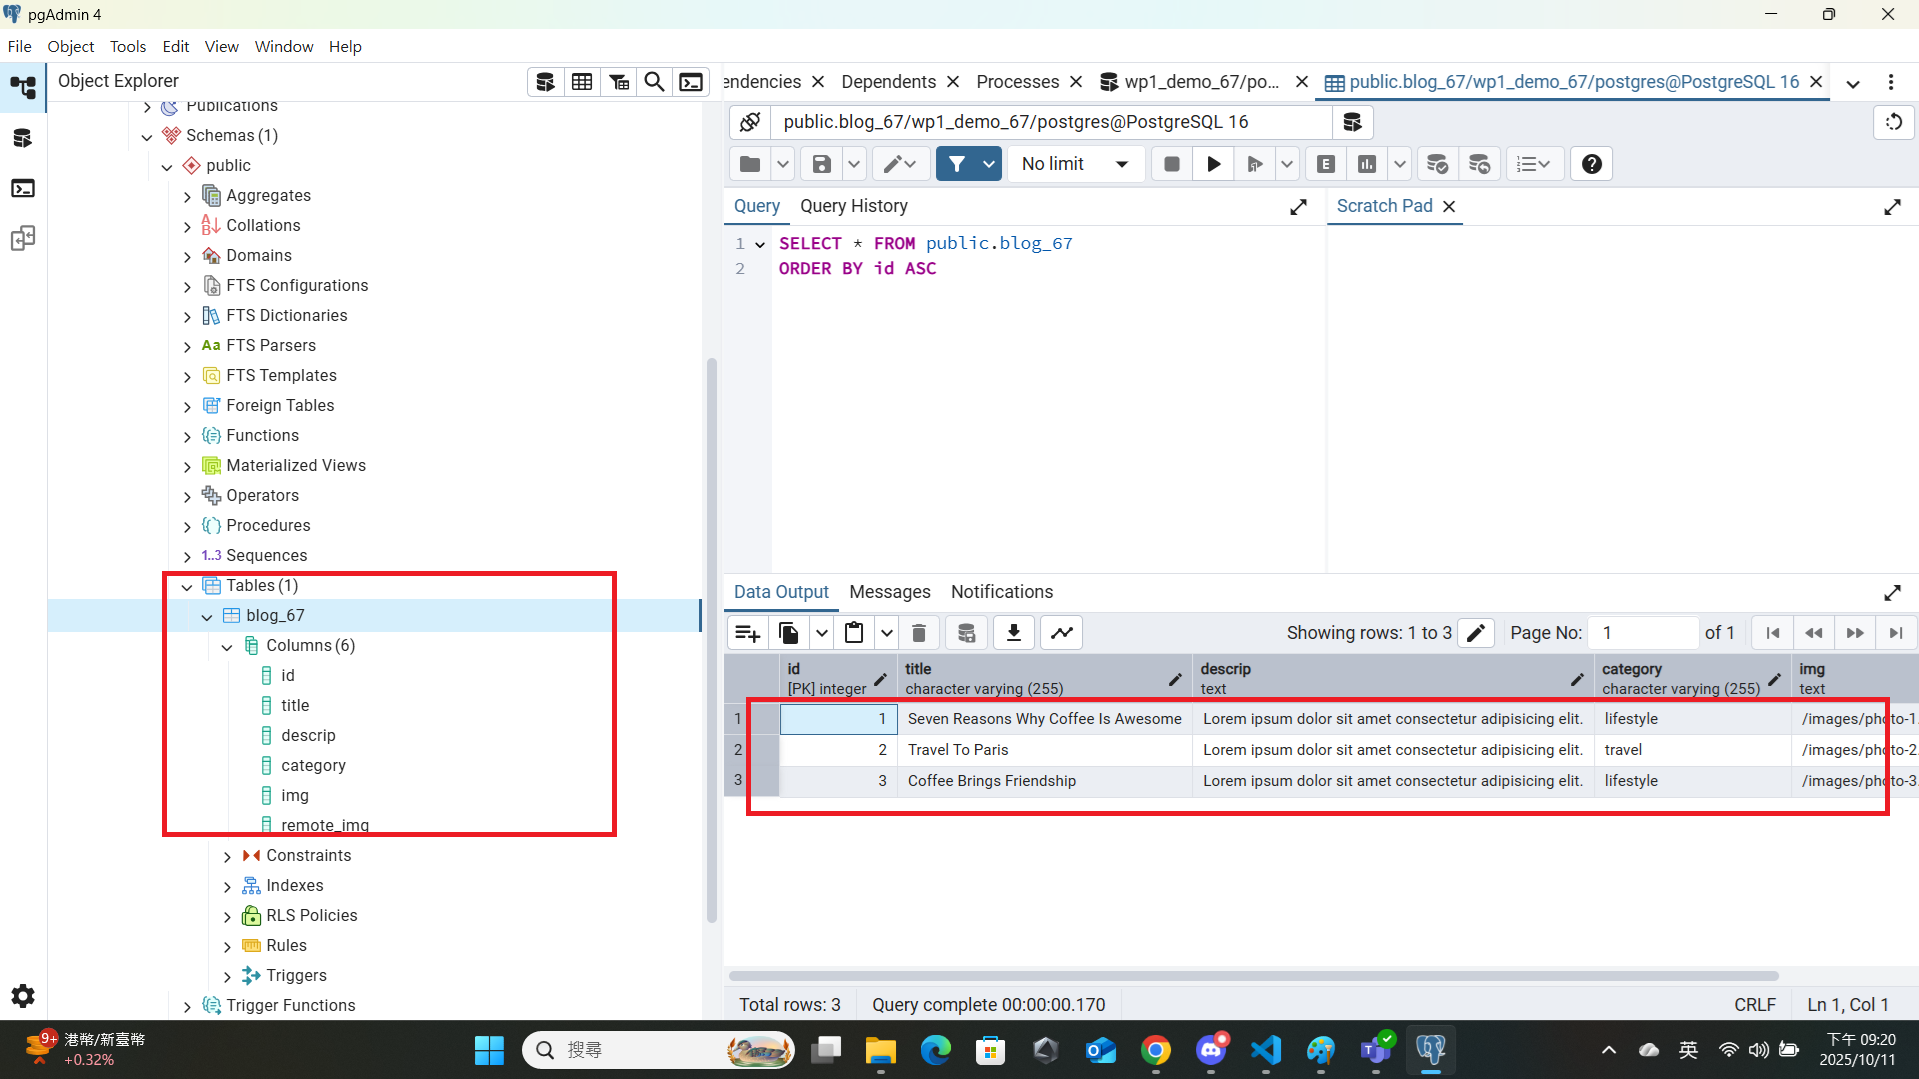 pgAdmin 4
File Object Tools Edit View Window Help
Object Explorer
Publications
Schemas (1)
public
Aggregates
Collations
Domains
FTS Configurations
FTS Dictionaries
Aa FTS Parsers
FTS Templates
Foreign Tables
Functions
Materialized Views
Operators
Procedures
1..3 Sequences
Tables (1)
blog_67
Columns (6)
id
title
descrip
category
img
remote_img
Constraints
Indexes
RLS Policies
Rules
Triggers
Trigger Functions
endencies Dependents Processes wp1_demo_67/po... public.blog_67/wp1_demo_67/postgres@PostgreSQL 16
public.blog_67/wp1_demo_67/postgres@PostgreSQL 16
No limit E
Query Query History Scratch Pad
1 SELECT * FROM public.blog_67
2 ORDER BY id ASC
Data Output Messages Notifications
Showing rows: 1 to 3 Page No: 1 of 1
id title descrip category img
[PK] integer character varying (255) text character varying (255) text
1 1 Seven Reasons Why Coffee Is Awesome Lorem ipsum dolor sit amet consectetur adipisicing elit. lifestyle /images/photo-1.
2 2 Travel To Paris Lorem ipsum dolor sit amet consectetur adipisicing elit. travel /images/photo-2.
3 3 Coffee Brings Friendship Lorem ipsum dolor sit amet consectetur adipisicing elit. lifestyle /images/photo-3.
Total rows: 3 Query complete 00:00:00.170 CRLF Ln 1, Col 1
9+ 港幣/新臺幣
+0.32%
搜尋
英
下午 09:20
2025/10/11